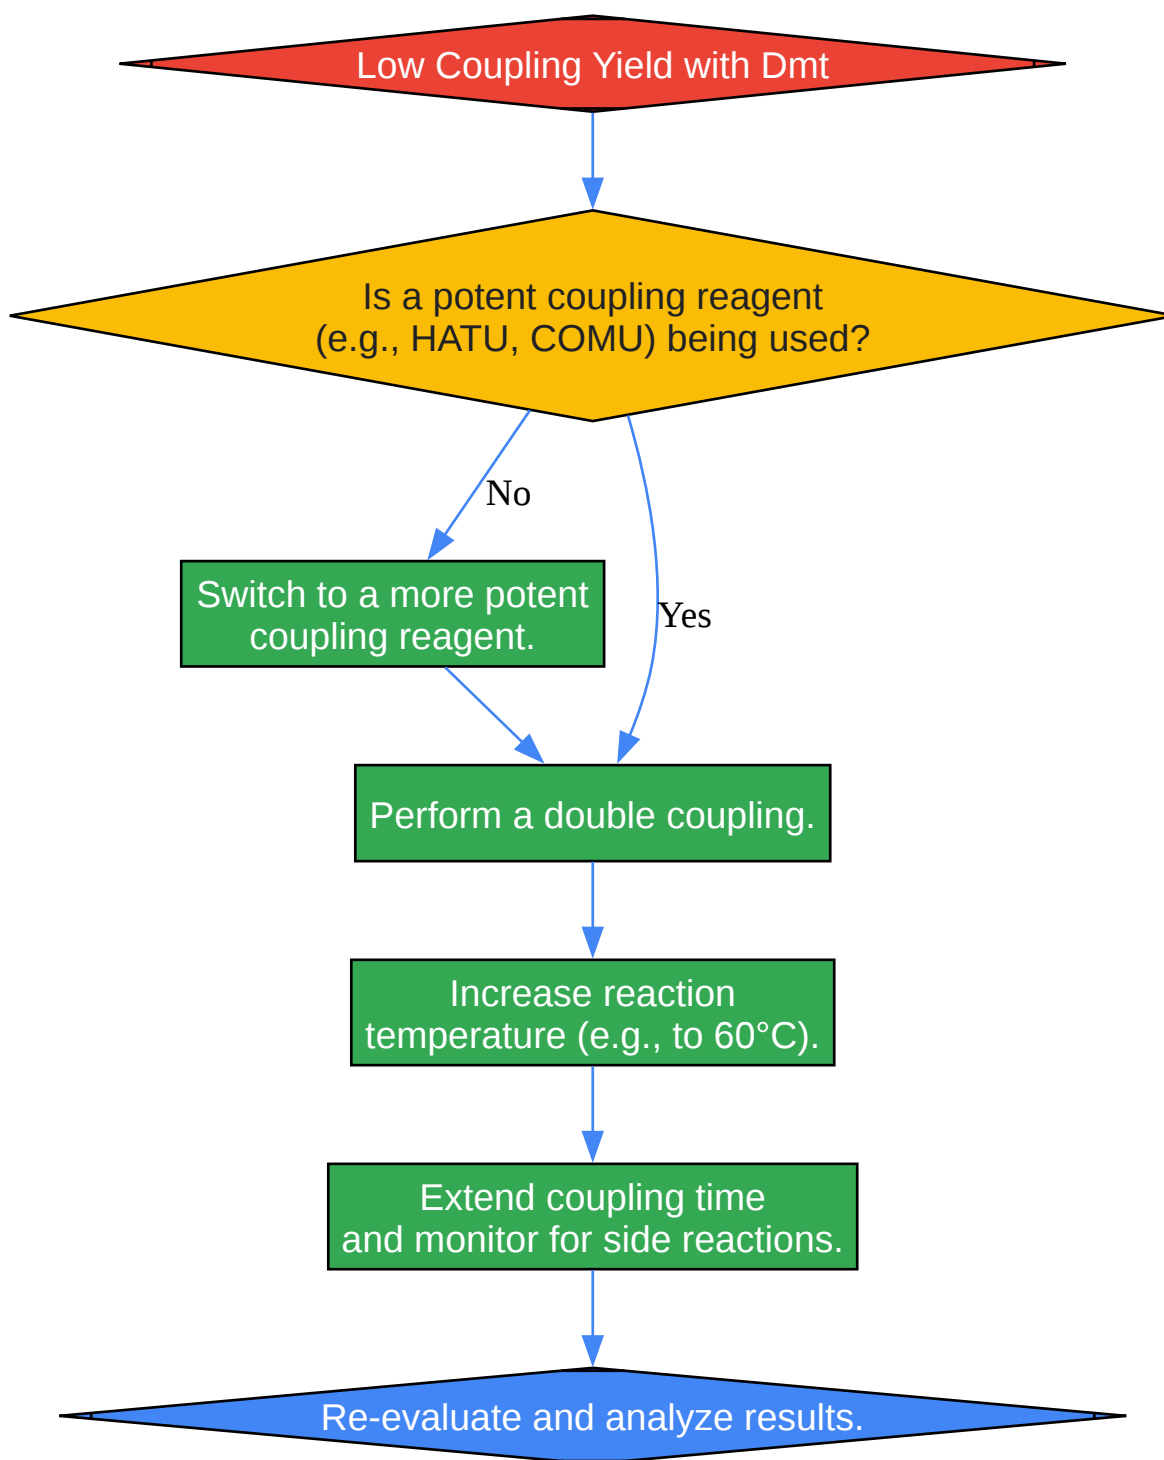 Low Coupling Yield with Dmt
Is a potent coupling reagent
(e.g., HATU, COMU) being used?
No
Switch to a more potent
coupling reagent.
Yes
Perform a double coupling.
Increase reaction
temperature (e.g., to 60°C).
Extend coupling time
and monitor for side reactions.
Re-evaluate and analyze results.